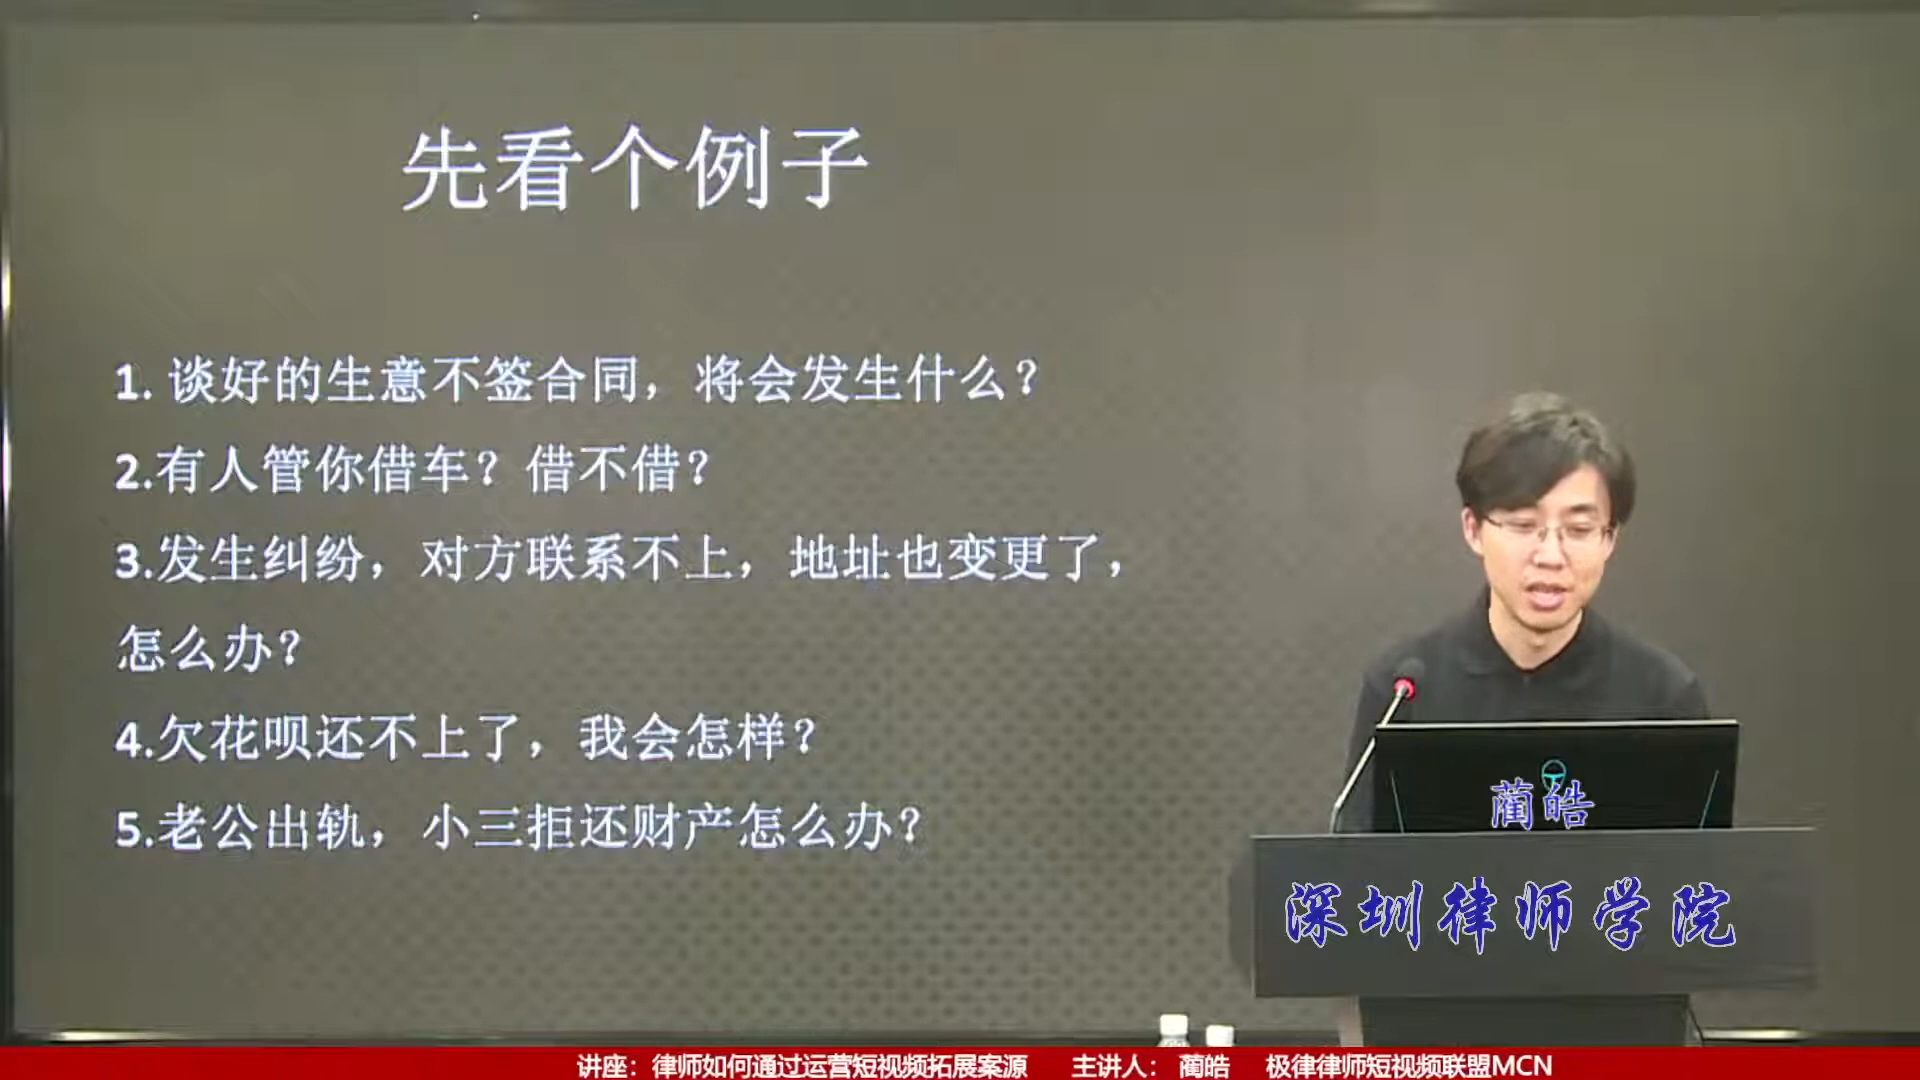 先看个例子
1. 谈好的生意不签合同，将会发生什么？
2.有人管你借车？借不借？
3.发生纠纷，对方联系不上，地址也变更了，
怎么办？
4.欠花呗还不上了，我会怎样？
5.老公出轨，小三拒还财产怎么办？
蔺皓
深圳律师学院
讲座：律师如何通过运营短视频拓展案源 主讲人：蔺皓 极律律师短视频联盟MCN